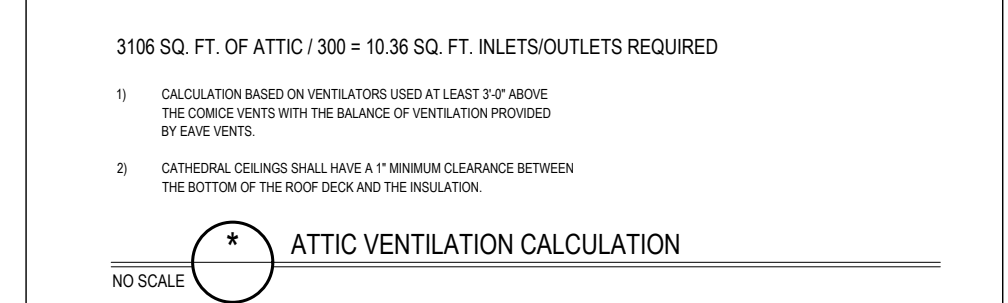 3106 SQ. FT. OF ATTIC / 300 = 10.36 SQ. FT. INLETS/OUTLETS REQUIRED
1) CALCULATION BASED ON VENTILATORS USED AT LEAST 3'-0" ABOVE
THE COMICE VENTS WITH THE BALANCE OF VENTILATION PROVIDED
BY EAVE VENTS.
2) CATHEDRAL CEILINGS SHALL HAVE A 1" MINIMUM CLEARANCE BETWEEN
THE BOTTOM OF THE ROOF DECK AND THE INSULATION.
* ATTIC VENTILATION CALCULATION
NO SCALE